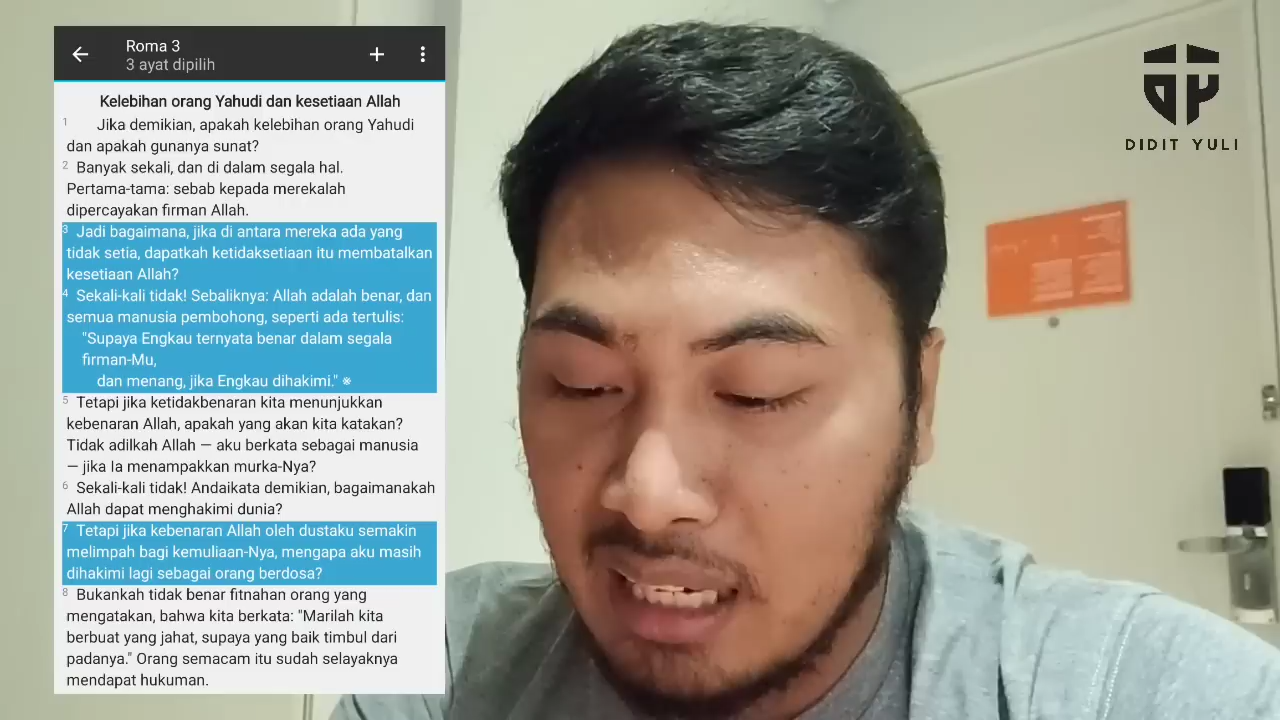 Roma 3
3 ayat dipilih
Kelebihan orang Yahudi dan kesetiaan Allah
1 Jika demikian, apakah kelebihan orang Yahudi
dan apakah gunanya sunat?
2 Banyak sekali, dan di dalam segala hal.
Pertama-tama: sebab kepada merekalah
dipercayakan firman Allah.
3 Jadi bagaimana, jika di antara mereka ada yang
tidak setia, dapatkah ketidaksetiaan itu membatalkan
kesetiaan Allah?
4 Sekali-kali tidak! Sebaliknya: Allah adalah benar, dan
semua manusia pembohong, seperti ada tertulis:
"Supaya Engkau ternyata benar dalam segala
firman-Mu,
dan menang, jika Engkau dihakimi." ※
5 Tetapi jika ketidakbenaran kita menunjukkan
kebenaran Allah, apakah yang akan kita katakan?
Tidak adilkah Allah — aku berkata sebagai manusia
— jika Ia menampakkan murka-Nya?
6 Sekali-kali tidak! Andaikata demikian, bagaimanakah
Allah dapat menghakimi dunia?
7 Tetapi jika kebenaran Allah oleh dustaku semakin
melimpah bagi kemuliaan-Nya, mengapa aku masih
dihakimi lagi sebagai orang berdosa?
8 Bukankah tidak benar fitnahan orang yang
mengatakan, bahwa kita berkata: "Marilah kita
berbuat yang jahat, supaya yang baik timbul dari
padanya." Orang semacam itu sudah selayaknya
mendapat hukuman.
DIDIT YULI